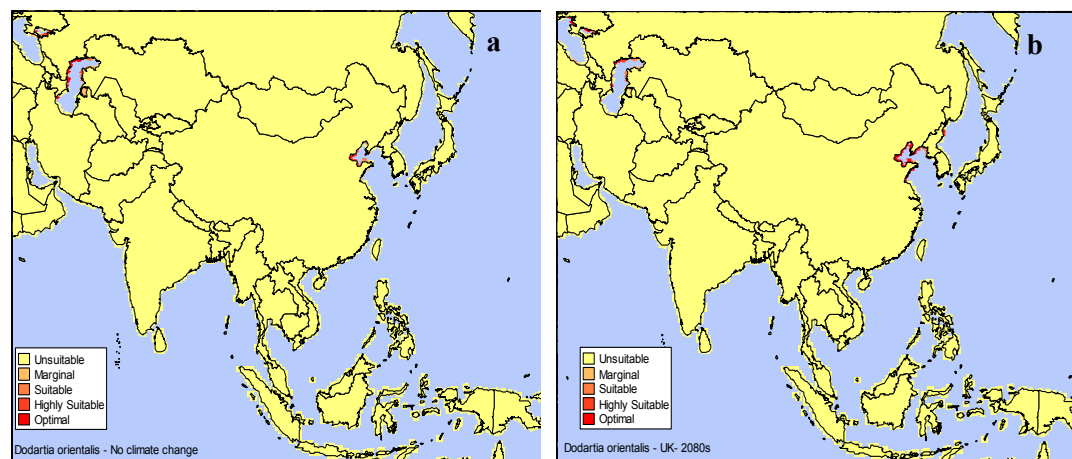 a
Unsuitable
Marginal
Suitable
Highly Suitable
Optimal
Dodartia orientalis - No climate change
b
Unsuitable
Marginal
Suitable
Highly Suitable
Optimal
Dodartia orientalis - UK- 2080s